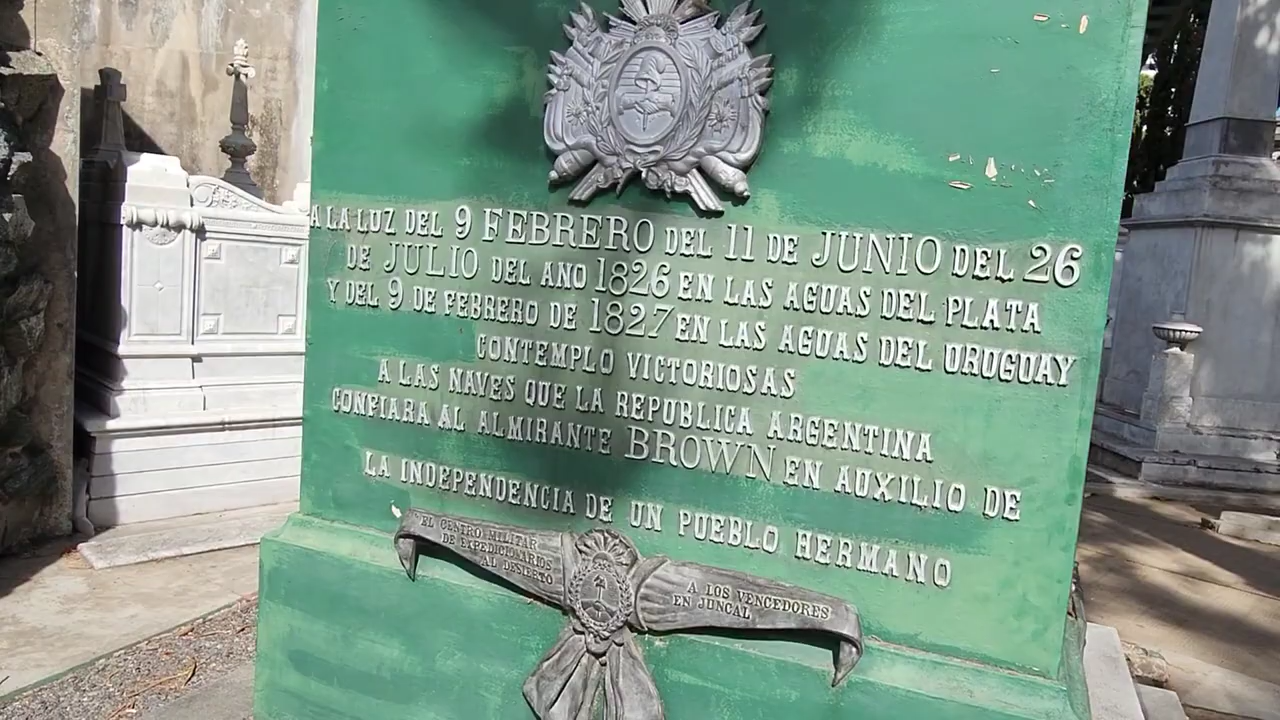 A LA LUZ DEL 9 FEBRERO DEL 11 DE JUNIO DEL 26
DE JULIO DEL ANO 1826 EN LAS AGUAS DEL PLATA
Y DEL 9 DE FEBRERO DE 1827 EN LAS AGUAS DEL URUGUAY
CONTEMPLO VICTORIOSAS
A LAS NAVES QUE LA REPUBLICA ARGENTINA
CONFIARA AL ALMIRANTE BROWN EN AUXILIO DE
LA INDEPENDENCIA DE UN PUEBLO HERMANO
EL CENTRO MILITAR
DE EXPEDICIONARIOS
AL DESIERTO
A LOS VENCEDORES
EN JUNCAL